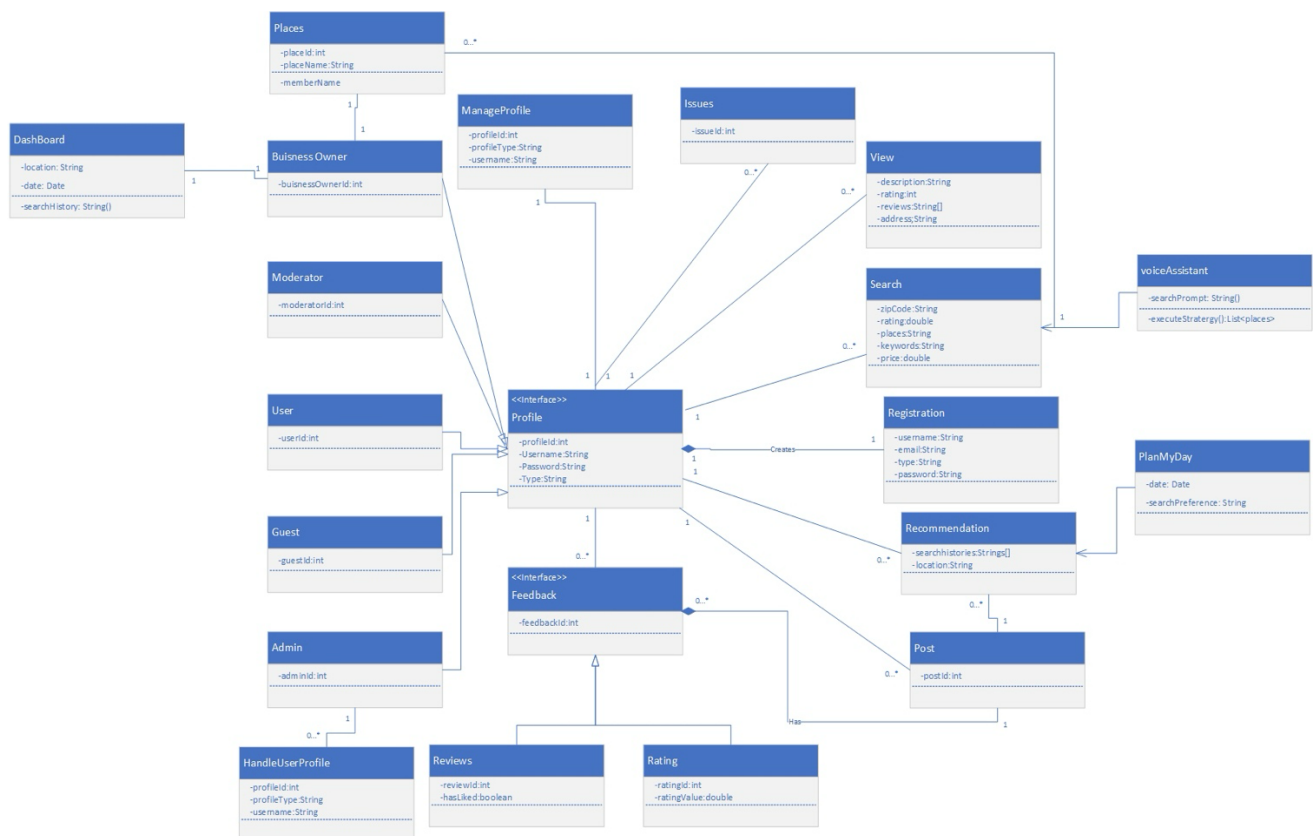 Places
-placeId:int
-placeName:String
-memberName
0...*
1
1
DashBoard
-location: String
-date: Date
-searchHistory: String()
1
1
Buisness Owner
-buisnessOwnerId:int
ManageProfile
-profileId:int
-profileType:String
-username:String
1
Issues
-issueId:int
0...*
View
-description:String
-rating:int
-reviews:String[]
-address;String
0...*
Moderator
-moderatorId:int
Search
-zipCode:String
-rating:double
-places:String
-keywords:String
-price:double
0...*
1
voiceAssistant
-searchPrompt: String()
-executeStratergy():List<places>
User
-userId:int
1
1
1
<<Interface>>
Profile
-profileId:int
-Username:String
-Password:String
-Type:String
1
1
Creates
1
1
1
1
Registration
-username:String
-email:String
-type:String
-password:String
PlanMyDay
-date: Date
-searchPreference: String
Guest
-guestId:int
0...*
Recommendation
-searchhistories:Strings[]
-location:String
0...*
0...*
1
<<Interface>>
Feedback
-feedbackId:int
0...*
Admin
-adminId:int
1
0...*
Post
-postId:int
0...*
Has
1
HandleUserProfile
-profileId:int
-profileType:String
-username:String
Reviews
-reviewId:int
-hasLiked:boolean
Rating
-ratingId:int
-ratingValue:double